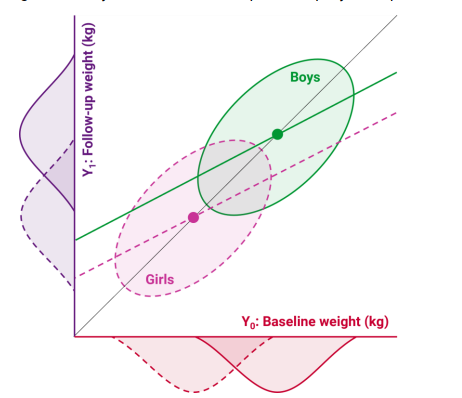 Boys
Y₁: Follow-up weight (kg)
Girls
Y₀: Baseline weight (kg)